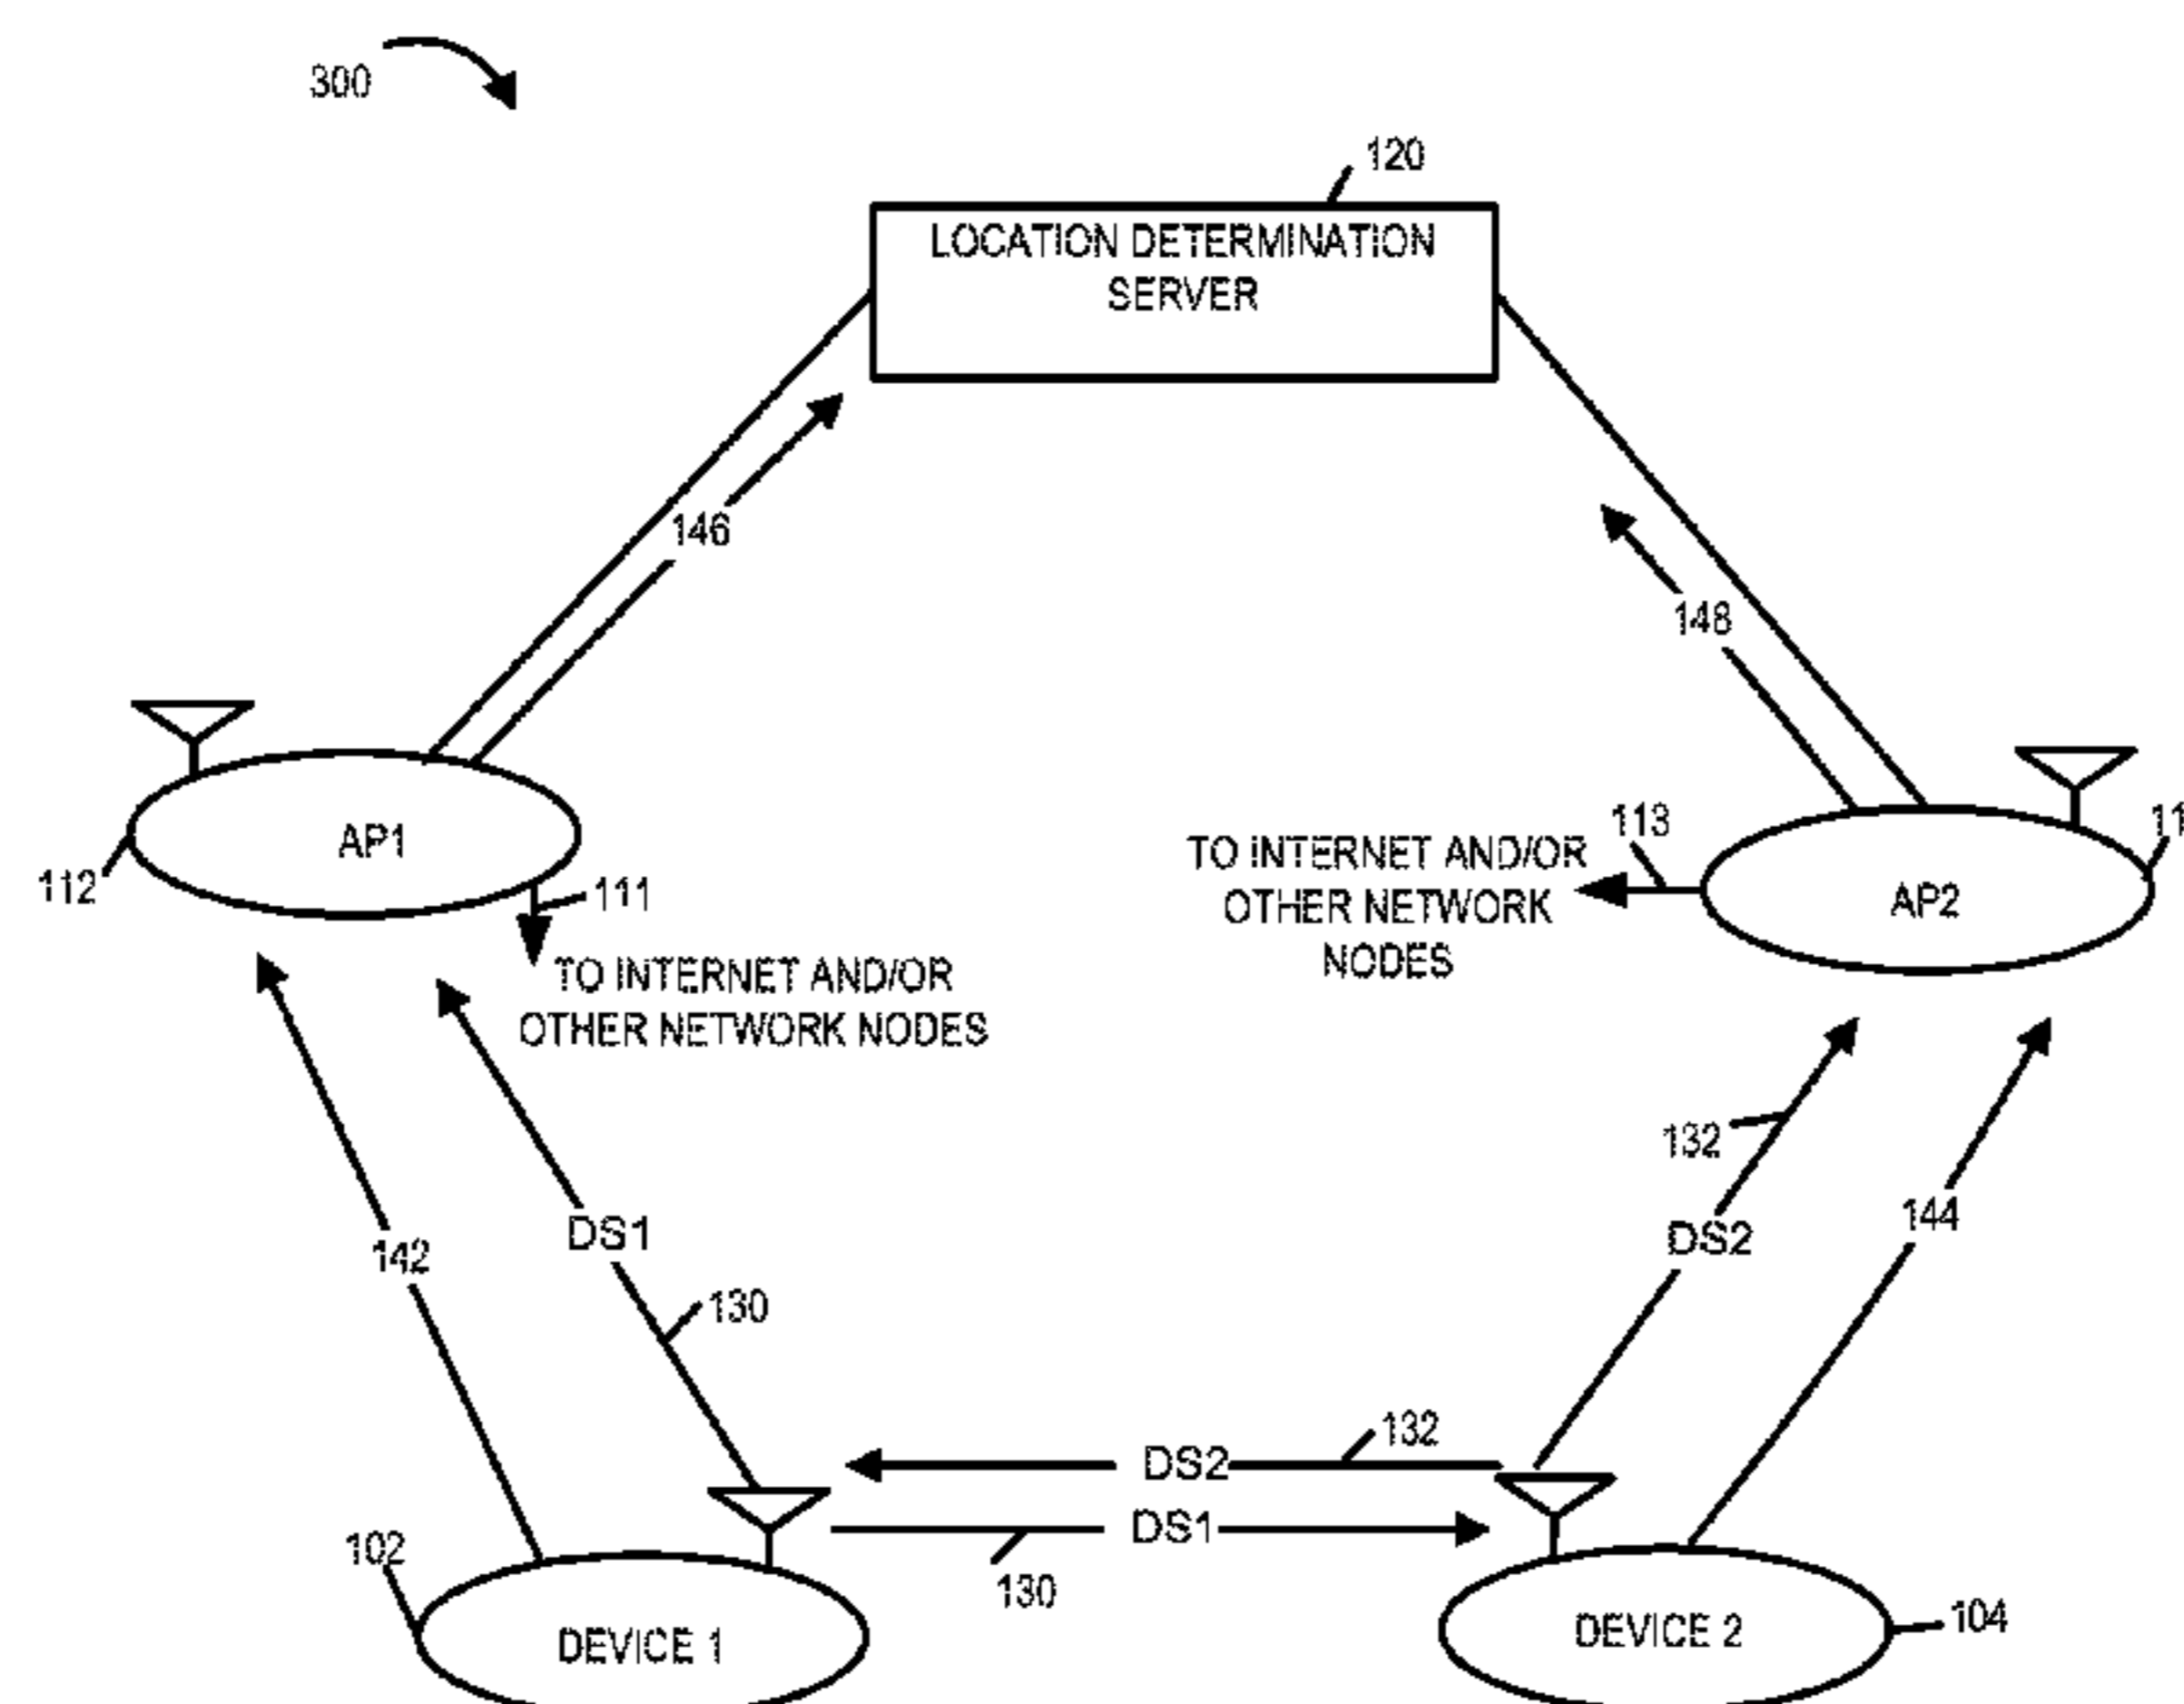 300
120
LOCATION DETERMINATION
SERVER
146
148
AP1
112
111
TO INTERNET AND/OR
OTHER NETWORK NODES
113
TO INTERNET AND/OR
OTHER NETWORK
NODES
AP2
132
DS2
144
142
DS1
130
DS2
132
DS1
130
102
DEVICE 1
DEVICE 2
104